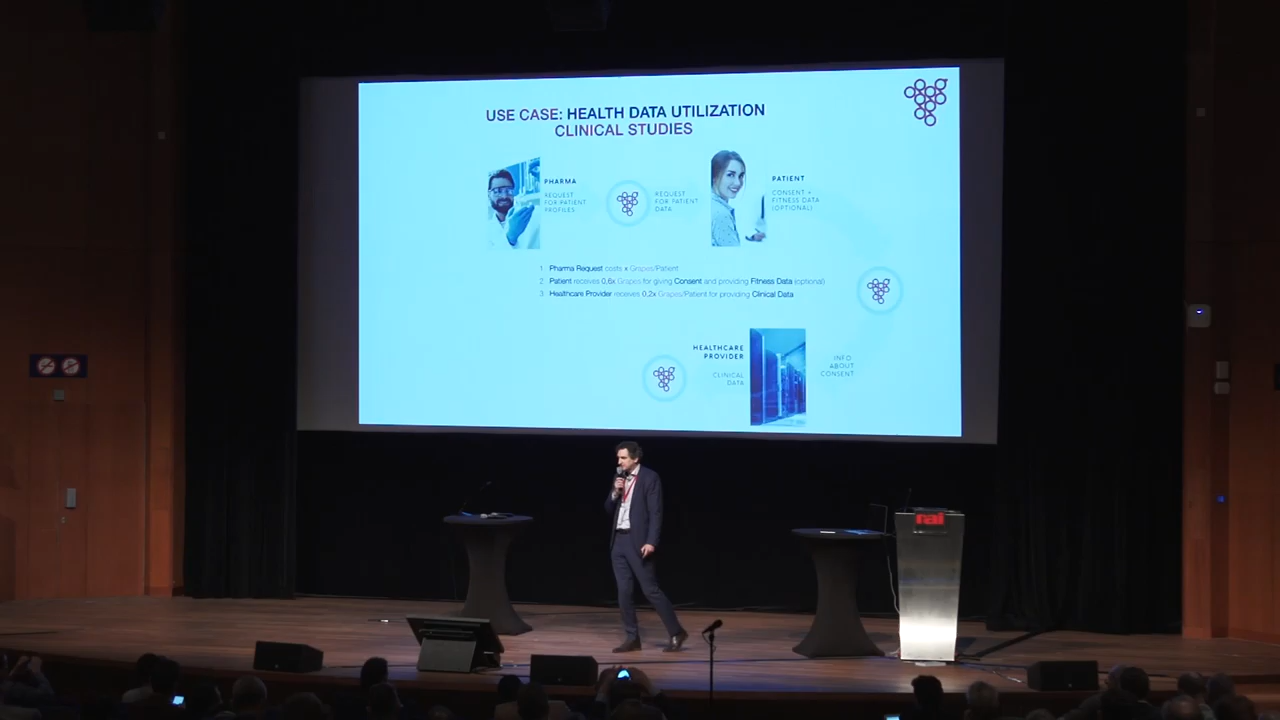 USE CASE: HEALTH DATA UTILIZATION
CLINICAL STUDIES
PHARMA
REQUEST
FOR PATIENT
PROFILES
REQUEST
FOR PATIENT
DATA
PATIENT
CONSENT +
FITNESS DATA
(OPTIONAL)
1. Pharma Request costs x Grapes/Patient
2. Patient receives 0,6x Grapes for giving Consent and providing Fitness Data (optional)
3. Healthcare Provider receives 0,2x Grapes/Patient for providing Clinical Data
HEALTHCARE
PROVIDER
CLINICAL
DATA
INFO
ABOUT
CONSENT
rai